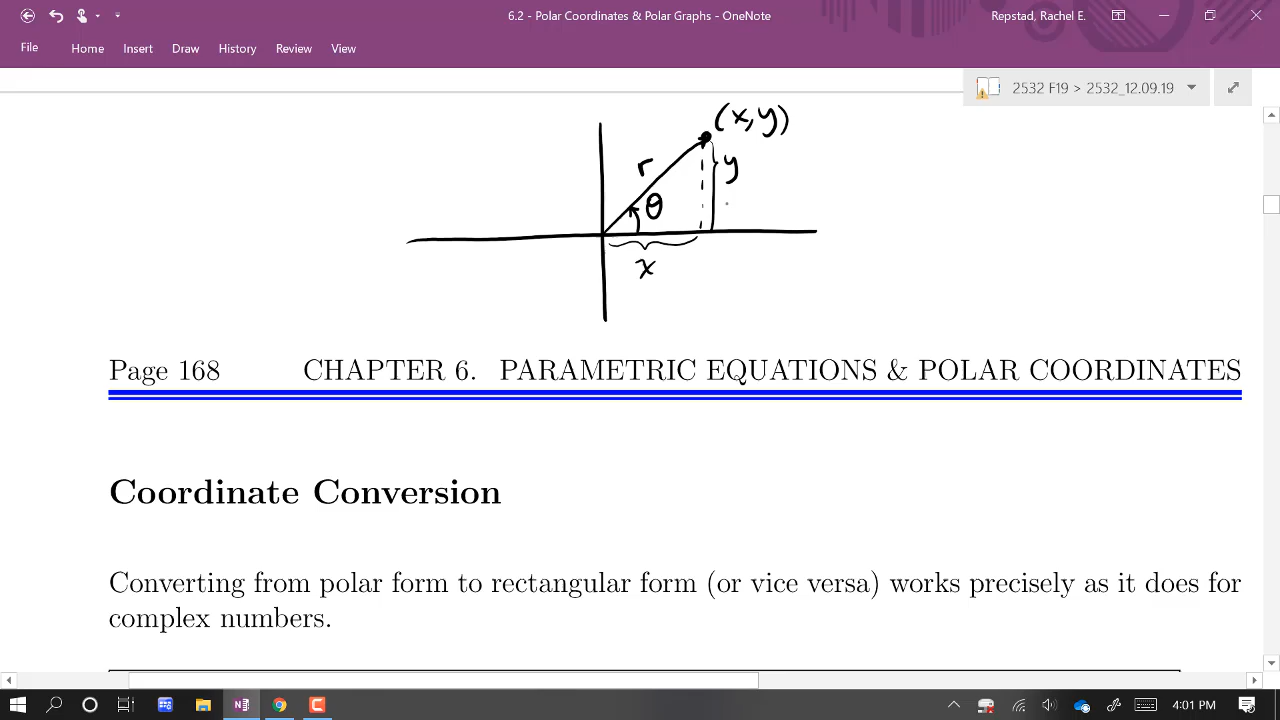 6.2 - Polar Coordinates & Polar Graphs - OneNote
Repstad, Rachel E.
File Home Insert Draw History Review View
2532 F19 > 2532_12.09.19
(x,y)
r
y
θ
x
Page 168 CHAPTER 6. PARAMETRIC EQUATIONS & POLAR COORDINATES
Coordinate Conversion
Converting from polar form to rectangular form (or vice versa) works precisely as it does for
complex numbers.
4:01 PM